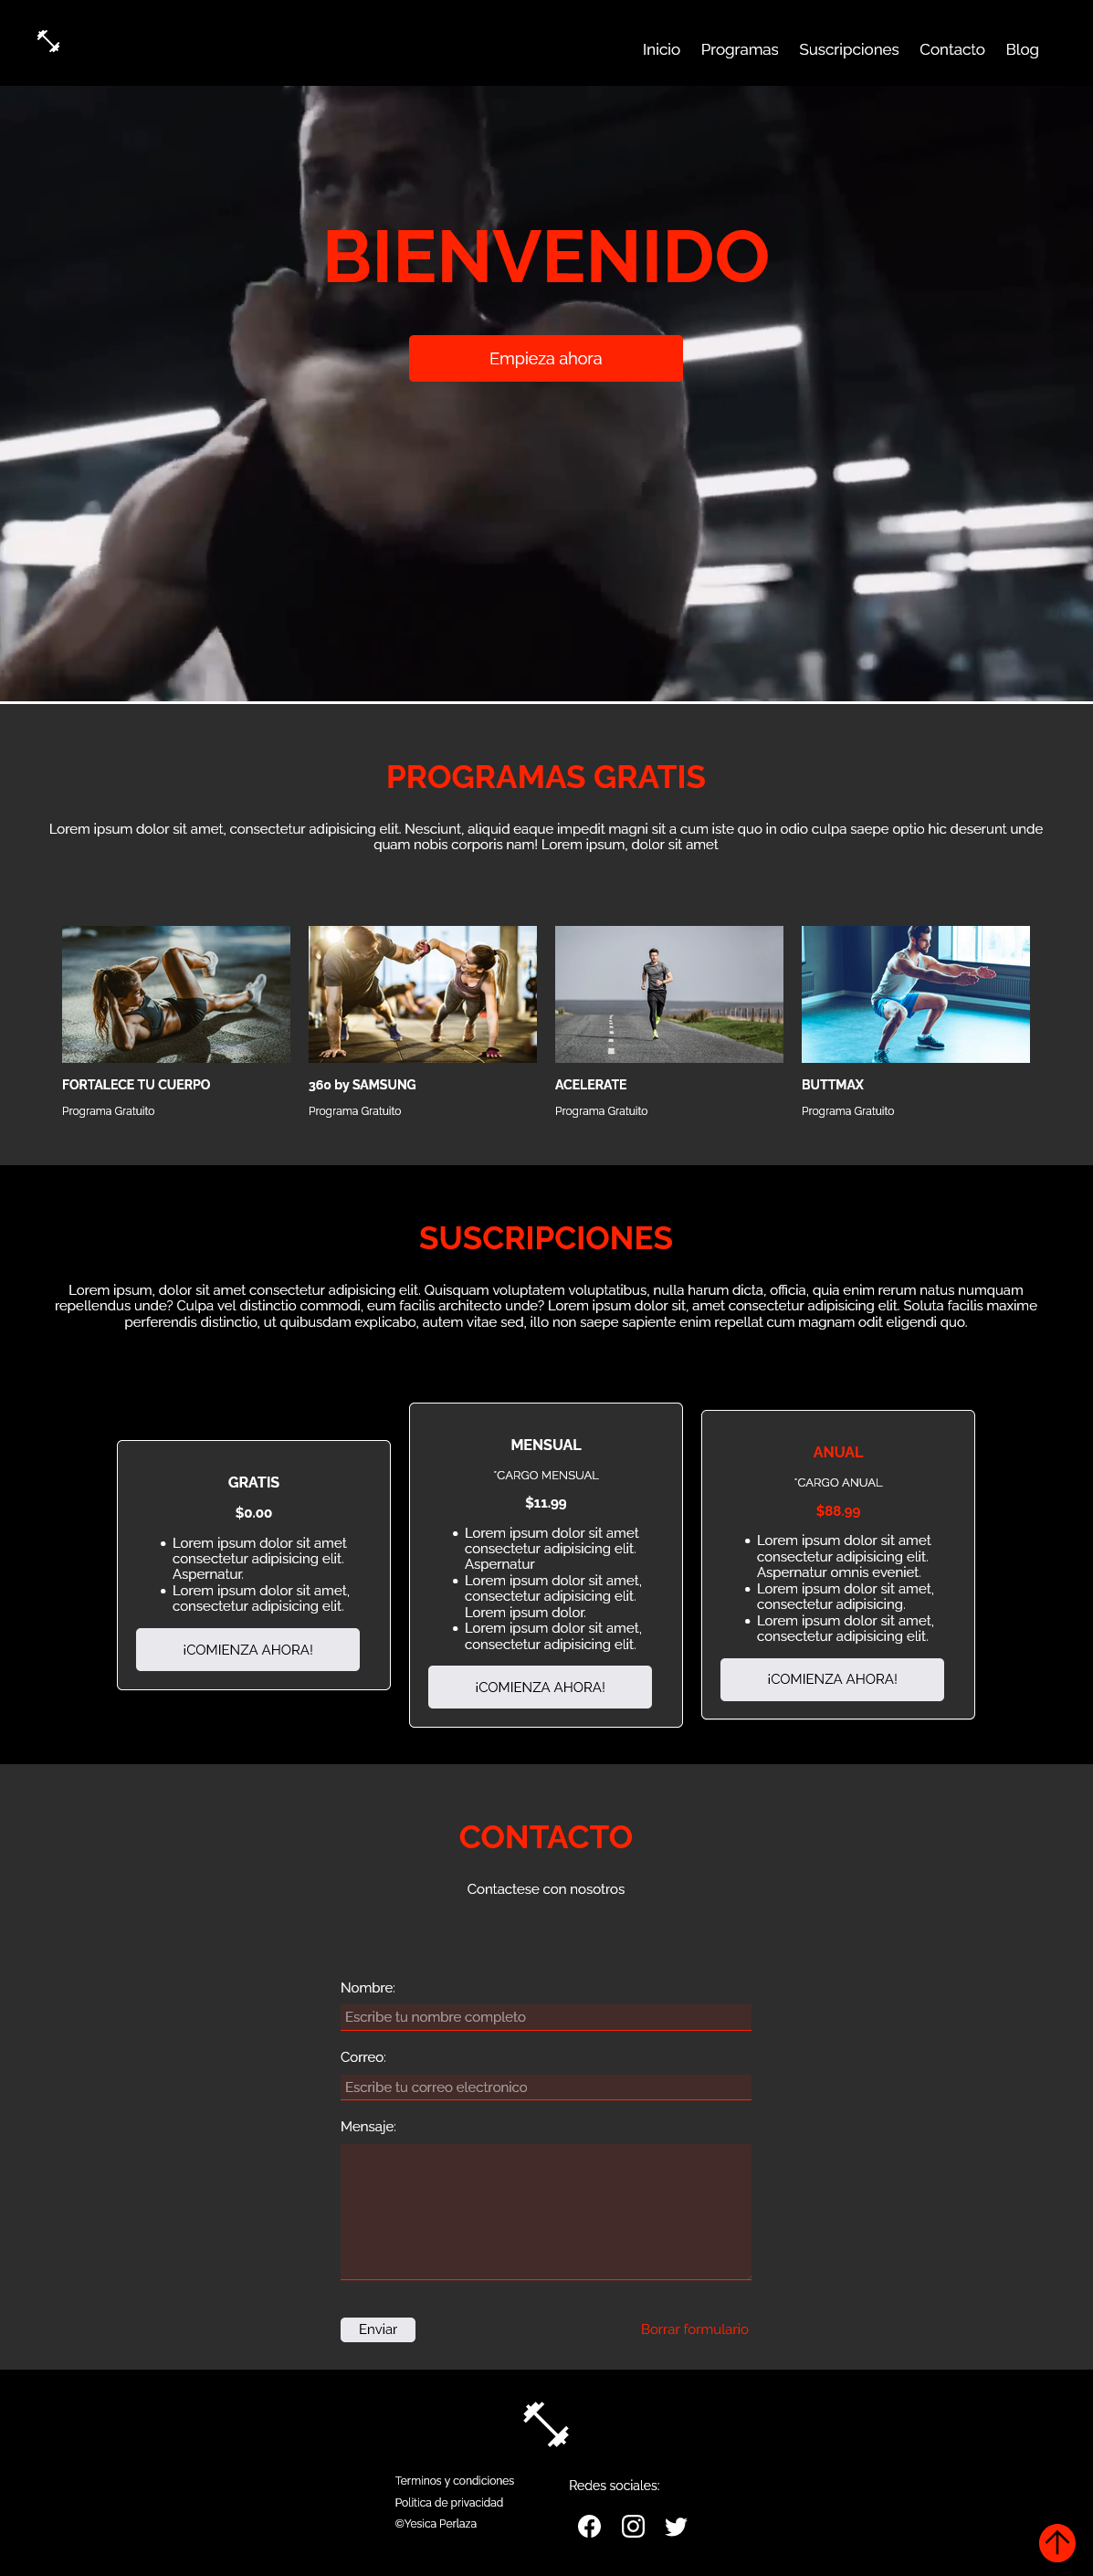 Inicio Programas Suscripciones Contacto Blog
BIENVENIDO
Empieza ahora
PROGRAMAS GRATIS
Lorem ipsum dolor sit amet, consectetur adipisicing elit. Nesciunt, aliquid eaque impedit magni sit a cum iste quo in odio culpa saepe optio hic deserunt unde
quam nobis corporis nam! Lorem ipsum, dolor sit amet
FORTALECE TU CUERPO
Programa Gratuito
360 by SAMSUNG
Programa Gratuito
ACELERATE
Programa Gratuito
BUTTMAX
Programa Gratuito
SUSCRIPCIONES
Lorem ipsum, dolor sit amet consectetur adipisicing elit. Quisquam voluptatem voluptatibus, nulla harum dicta, officia, quia enim rerum natus numquam
repellendus unde? Culpa vel distinctio commodi, eum facilis architecto unde? Lorem ipsum dolor sit, amet consectetur adipisicing elit. Soluta facilis maxime
perferendis distinctio, ut quibusdam explicabo, autem vitae sed, illo non saepe sapiente enim repellat cum magnam odit eligendi quo.
GRATIS
$0.00
• Lorem ipsum dolor sit amet
consectetur adipisicing elit.
Aspernatur.
• Lorem ipsum dolor sit amet,
consectetur adipisicing elit.
¡COMIENZA AHORA!
MENSUAL
*CARGO MENSUAL
$11.99
• Lorem ipsum dolor sit amet
consectetur adipisicing elit.
Aspernatur
• Lorem ipsum dolor sit amet,
consectetur adipisicing elit.
Lorem ipsum dolor.
• Lorem ipsum dolor sit amet,
consectetur adipisicing elit.
¡COMIENZA AHORA!
ANUAL
*CARGO ANUAL
$88.99
• Lorem ipsum dolor sit amet
consectetur adipisicing elit.
Aspernatur omnis eveniet.
• Lorem ipsum dolor sit amet,
consectetur adipisicing.
• Lorem ipsum dolor sit amet,
consectetur adipisicing elit.
¡COMIENZA AHORA!
CONTACTO
Contactese con nosotros
Nombre:
Escribe tu nombre completo
Correo:
Escribe tu correo electronico
Mensaje:
Enviar
Borrar formulario
Terminos y condiciones
Politica de privacidad
©Yesica Perlaza
Redes sociales: